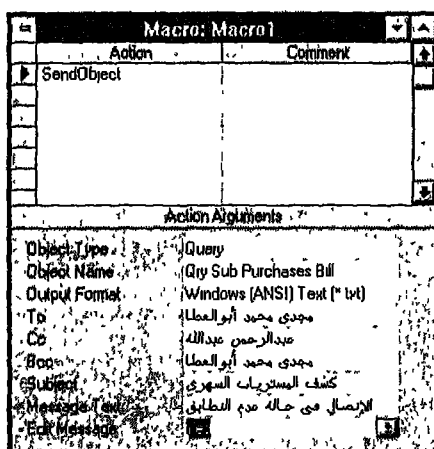 Macro: Macro1
Action Comment
SendObject
Action Arguments
Object Type Query
Object Name Qry Sub Purchases Bill
Output Format Windows (ANSI) Text (*.txt)
To مجدى محمد أبوالعطا
Cc عبدالرحمن عبدالله
Bcc مجدى محمد أبوالعطا
Subject كشف المستريات السهرى
Message Text الإتصال فى حالة عدم التطابق
Edit Message